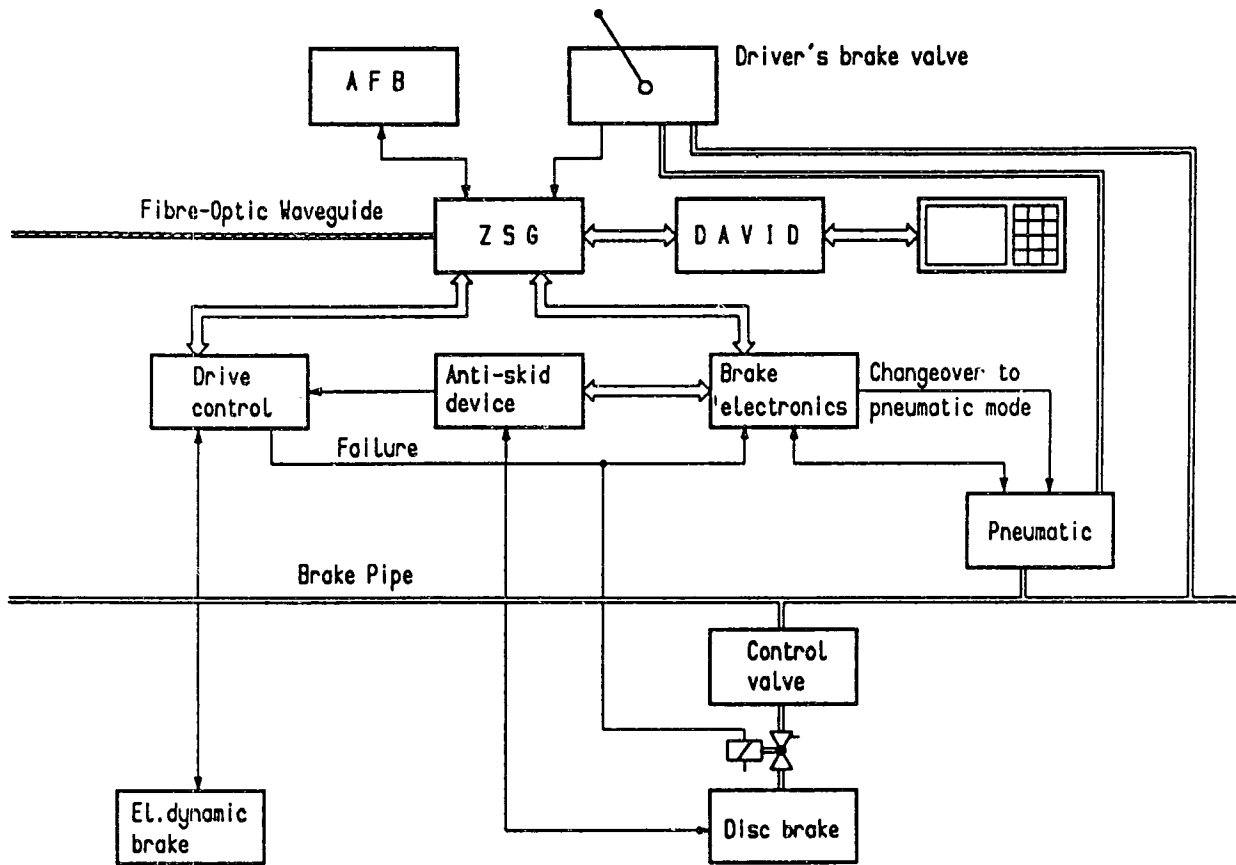 Driver's brake valve
A F B
Fibre-Optic Waveguide
Z S G
D A V I D
Drive
control
Anti-skid
device
Brake
electronics
Changeover to
pneumatic mode
Failure
Pneumatic
Brake Pipe
Control
valve
El.dynamic
brake
Disc brake